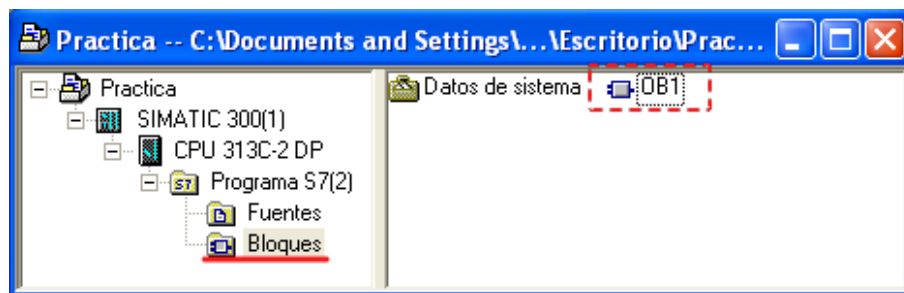 Practica -- C:\Documents and Settings\...\Escritorio\Prac...
Practica
SIMATIC 300(1)
CPU 313C-2 DP
Programa S7(2)
Fuentes
Bloques
Datos de sistema
OB1